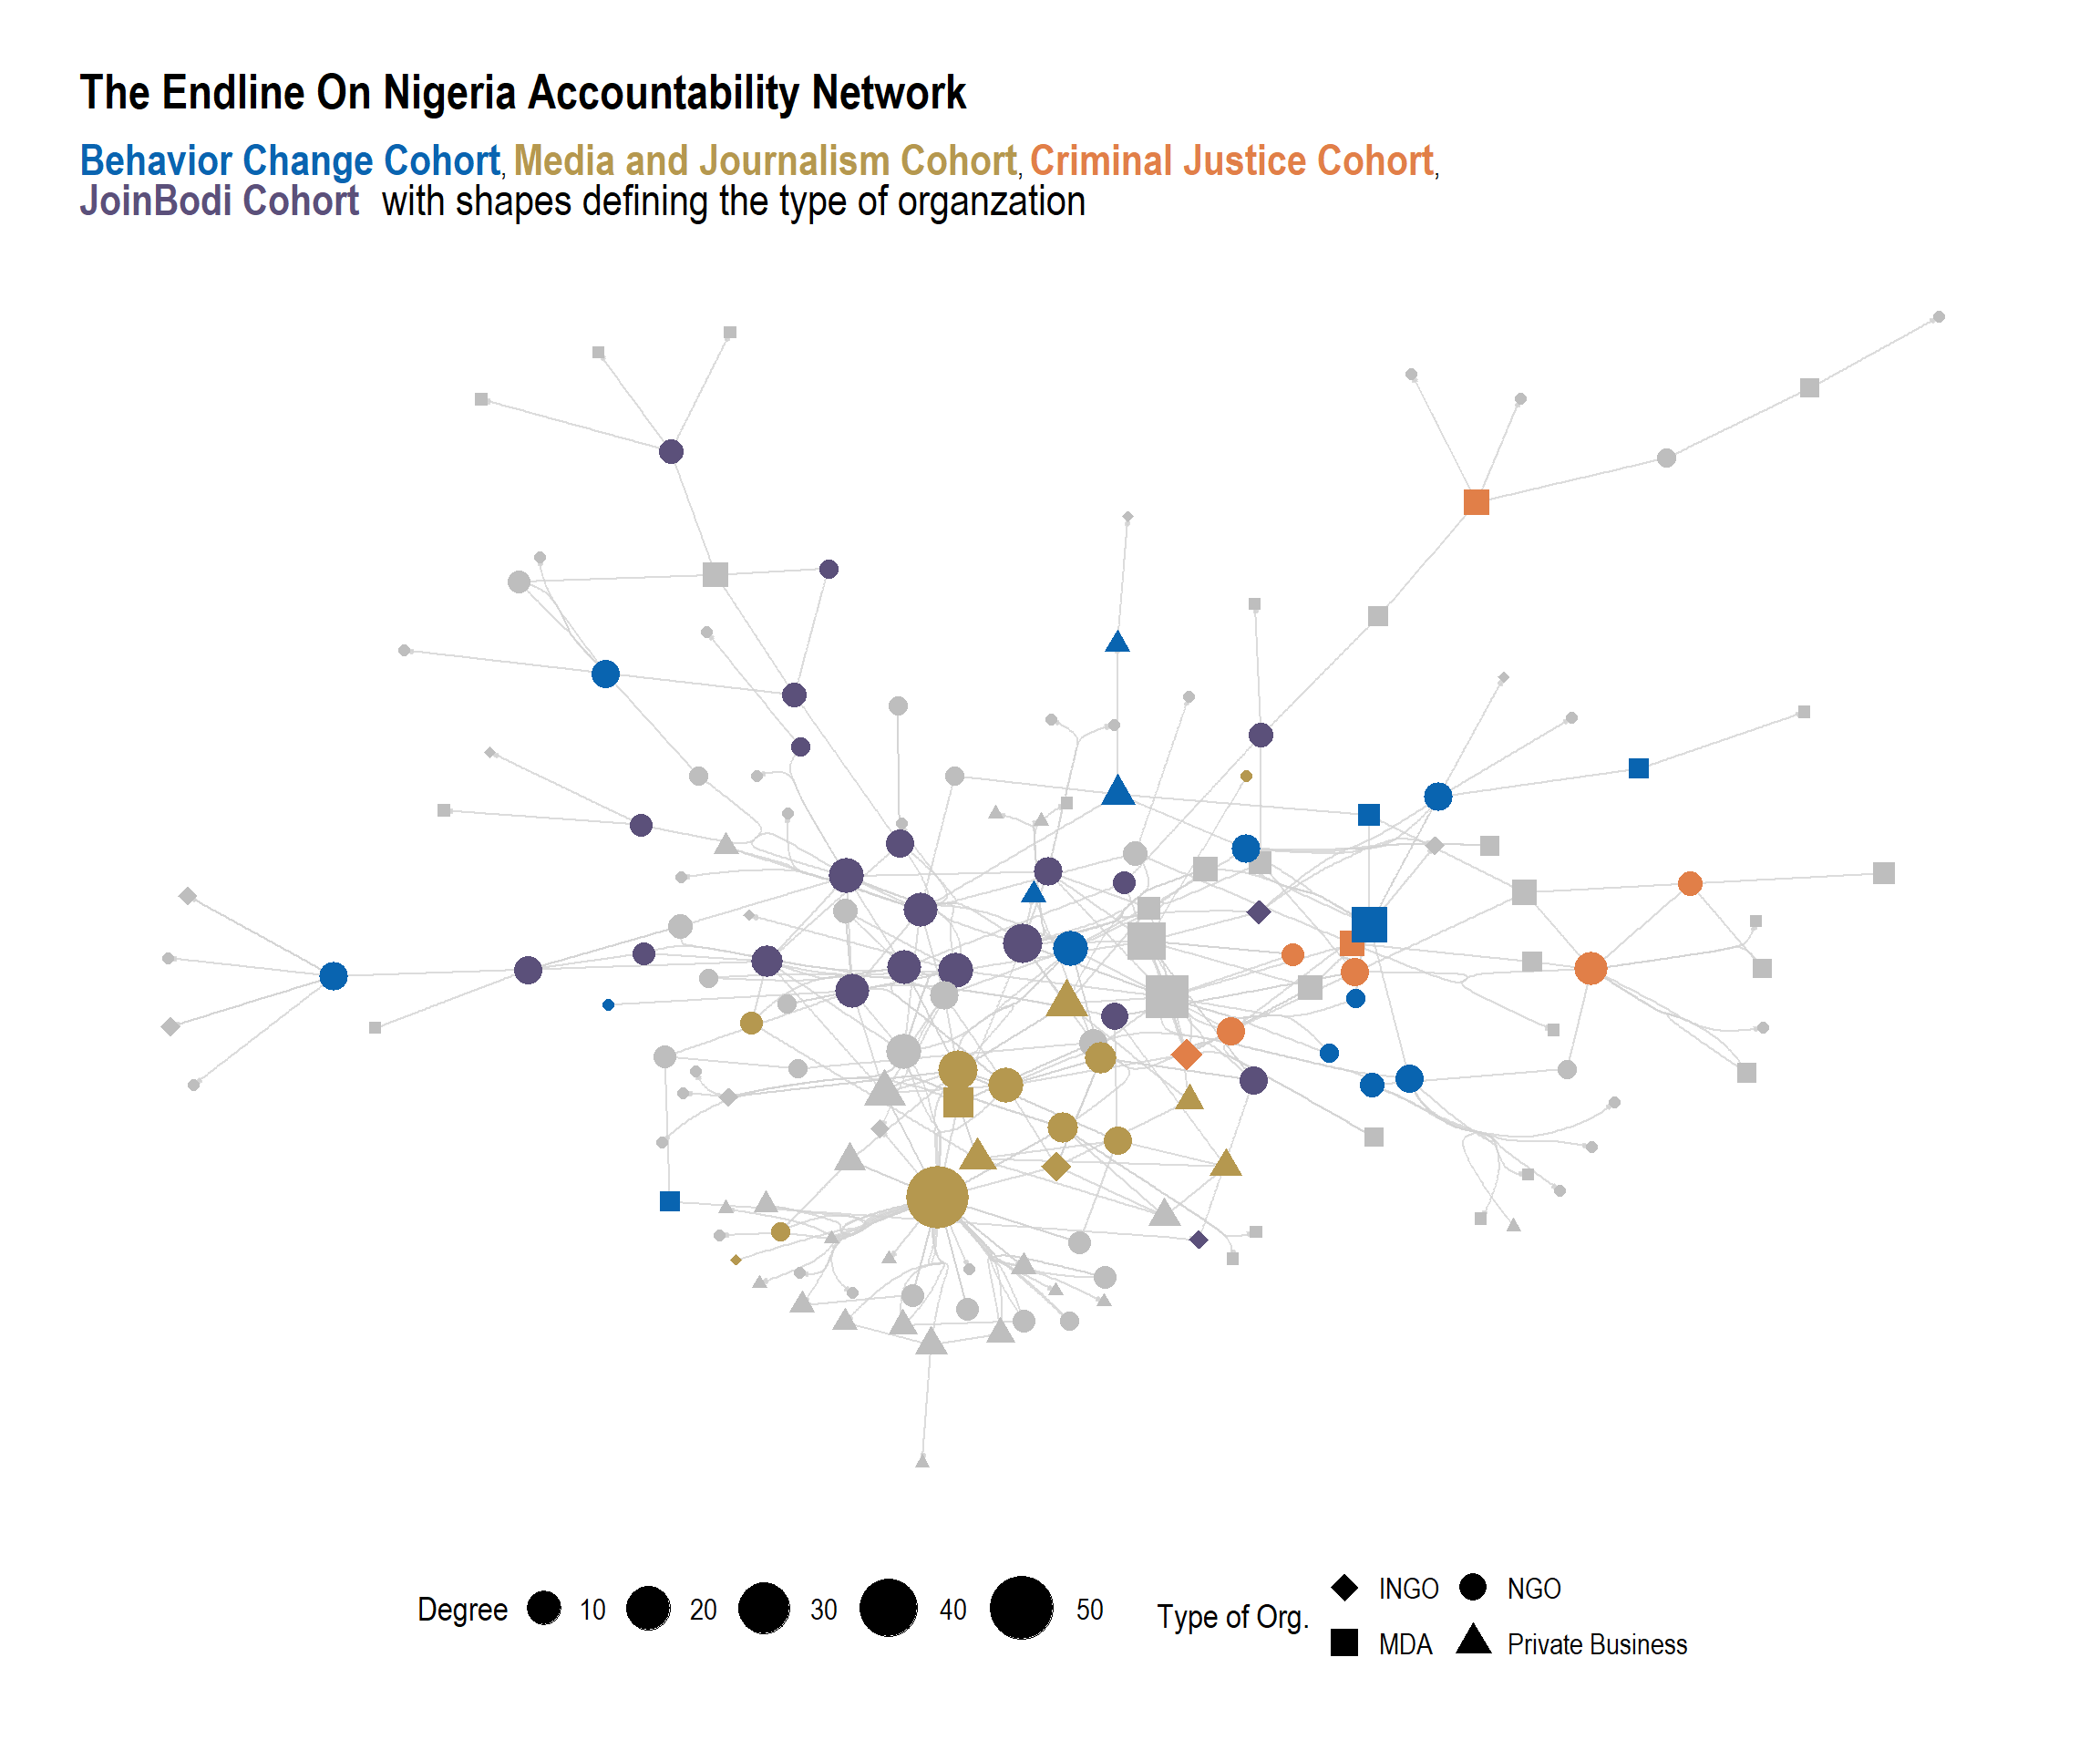 The Endline On Nigeria Accountability Network
Behavior Change Cohort, Media and Journalism Cohort, Criminal Justice Cohort,
JoinBodi Cohort with shapes defining the type of organzation
Degree 10 20 30 40 50
Type of Org.
INGO NGO
MDA Private Business